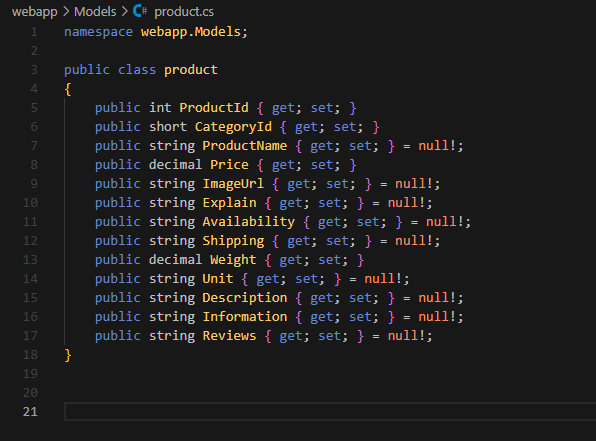 webapp > Models > C# product.cs
1 namespace webapp.Models;
2
3 public class product
4 {
5 public int ProductId { get; set; }
6 public short CategoryId { get; set; }
7 public string ProductName { get; set; } = null!;
8 public decimal Price { get; set; }
9 public string ImageUrl { get; set; } = null!;
10 public string Explain { get; set; } = null!;
11 public string Availability { get; set; } = null!;
12 public string Shipping { get; set; } = null!;
13 public decimal Weight { get; set; }
14 public string Unit { get; set; } = null!;
15 public string Description { get; set; } = null!;
16 public string Information { get; set; } = null!;
17 public string Reviews { get; set; } = null!;
18 }
19
20
21